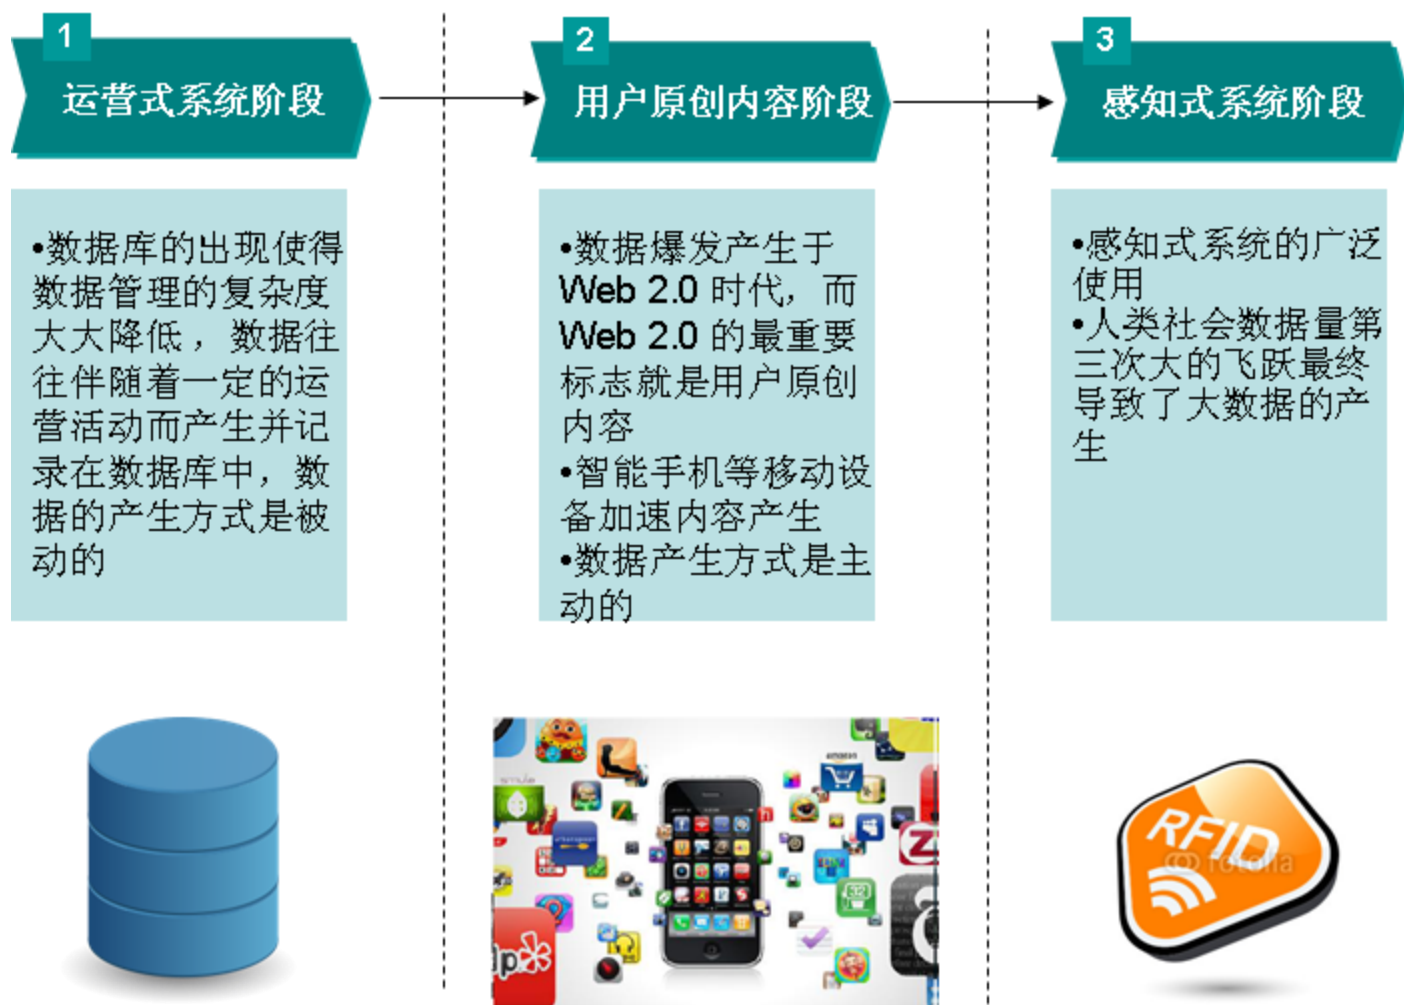 1
运营式系统阶段
2
用户原创内容阶段
3
感知式系统阶段
•数据库的出现使得
数据管理的复杂度
大大降低，数据往
往伴随着一定的运
营活动而产生并记
录在数据库中，数
据的产生方式是被
动的
•数据爆发产生于
Web 2.0 时代，而
Web 2.0 的最重要
标志就是用户原创
内容
•智能手机等移动设
备加速内容产生
•数据产生方式是主
动的
•感知式系统的广泛
使用
•人类社会数据量第
三次大的飞跃最终
导致了大数据的产
生
amazon
32
RFID
fotolia